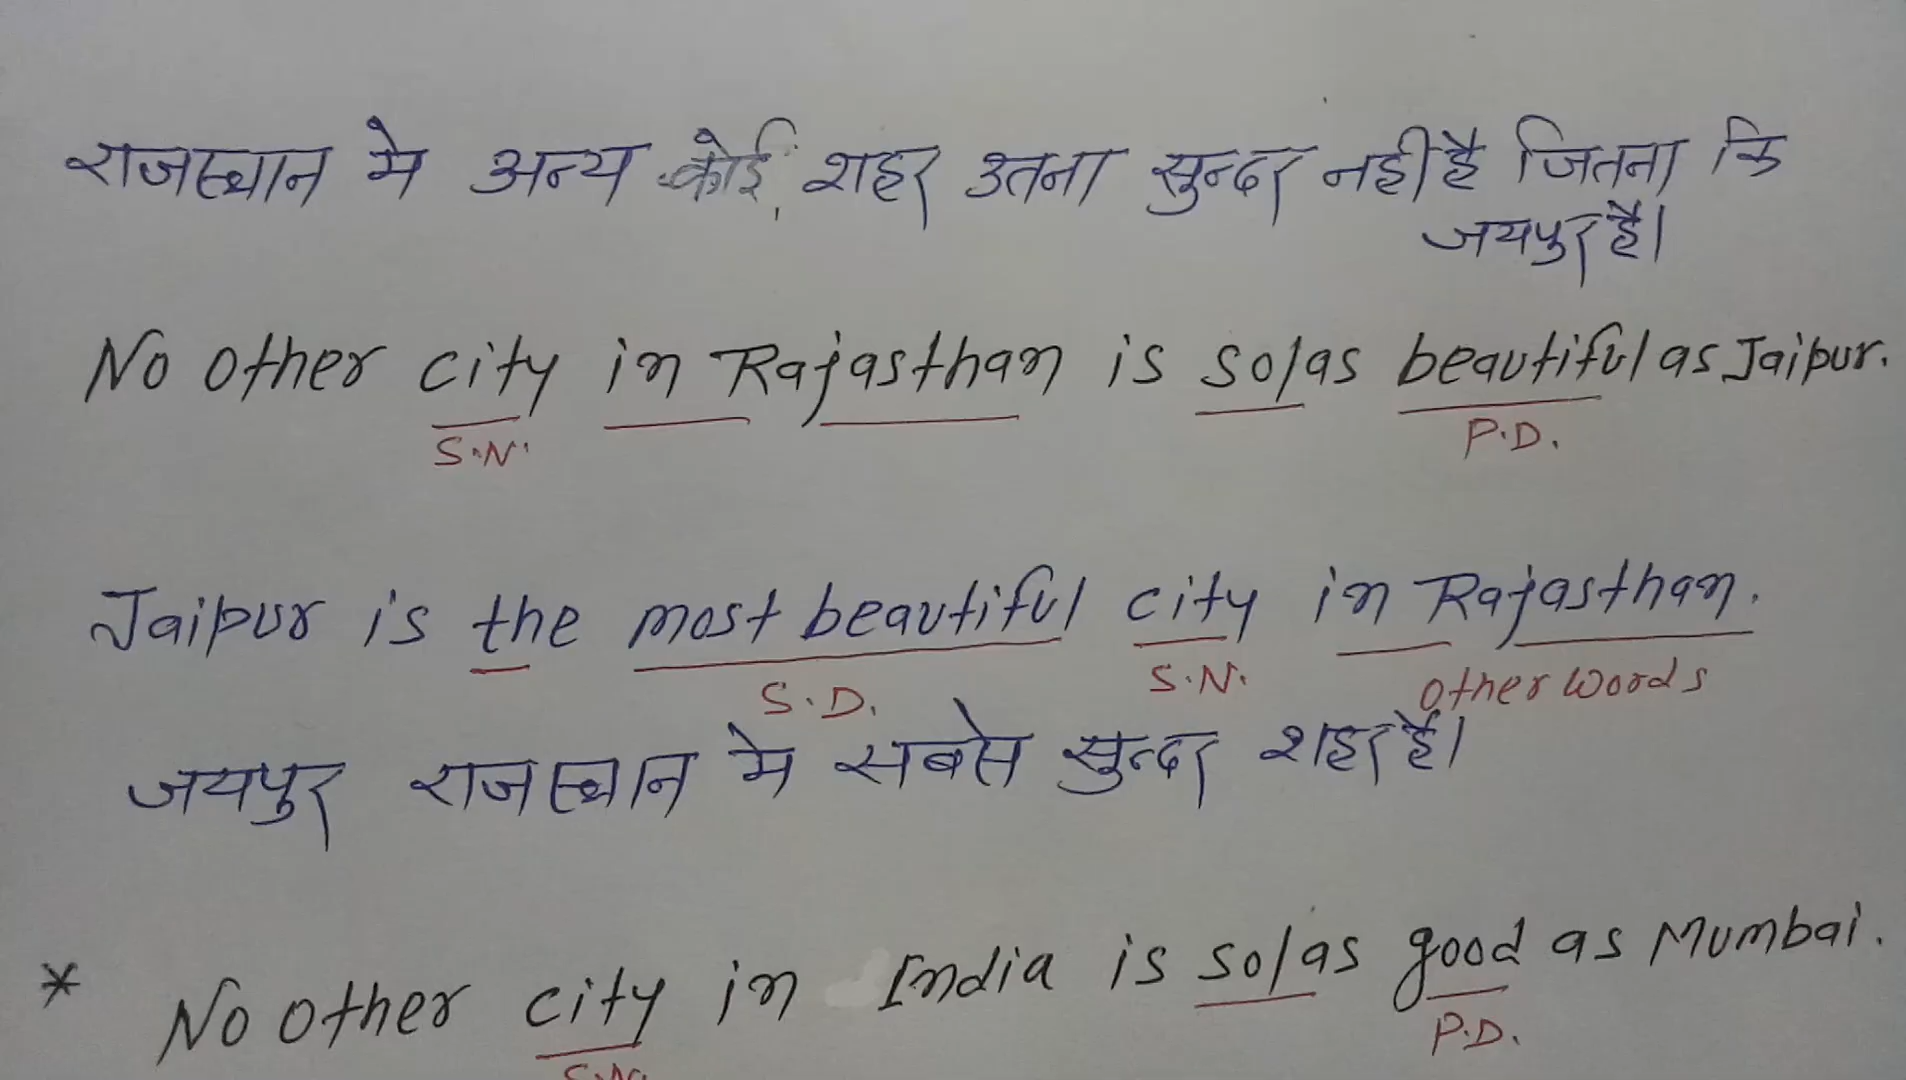 राजस्थान मे अन्य कोई शहर उतना सुन्दर नही है जितना कि
जयपुर है।
No other city in Rajasthan is so/as beautiful as Jaipur.
S.N. P.D.
Jaipur is the most beautiful city in Rajasthan.
S.D. S.N. other words
जयपुर राजस्थान मे सबसे सुन्दर शहर है।
* No other city in India is so/as good as Mumbai.
P.D.
S.N.